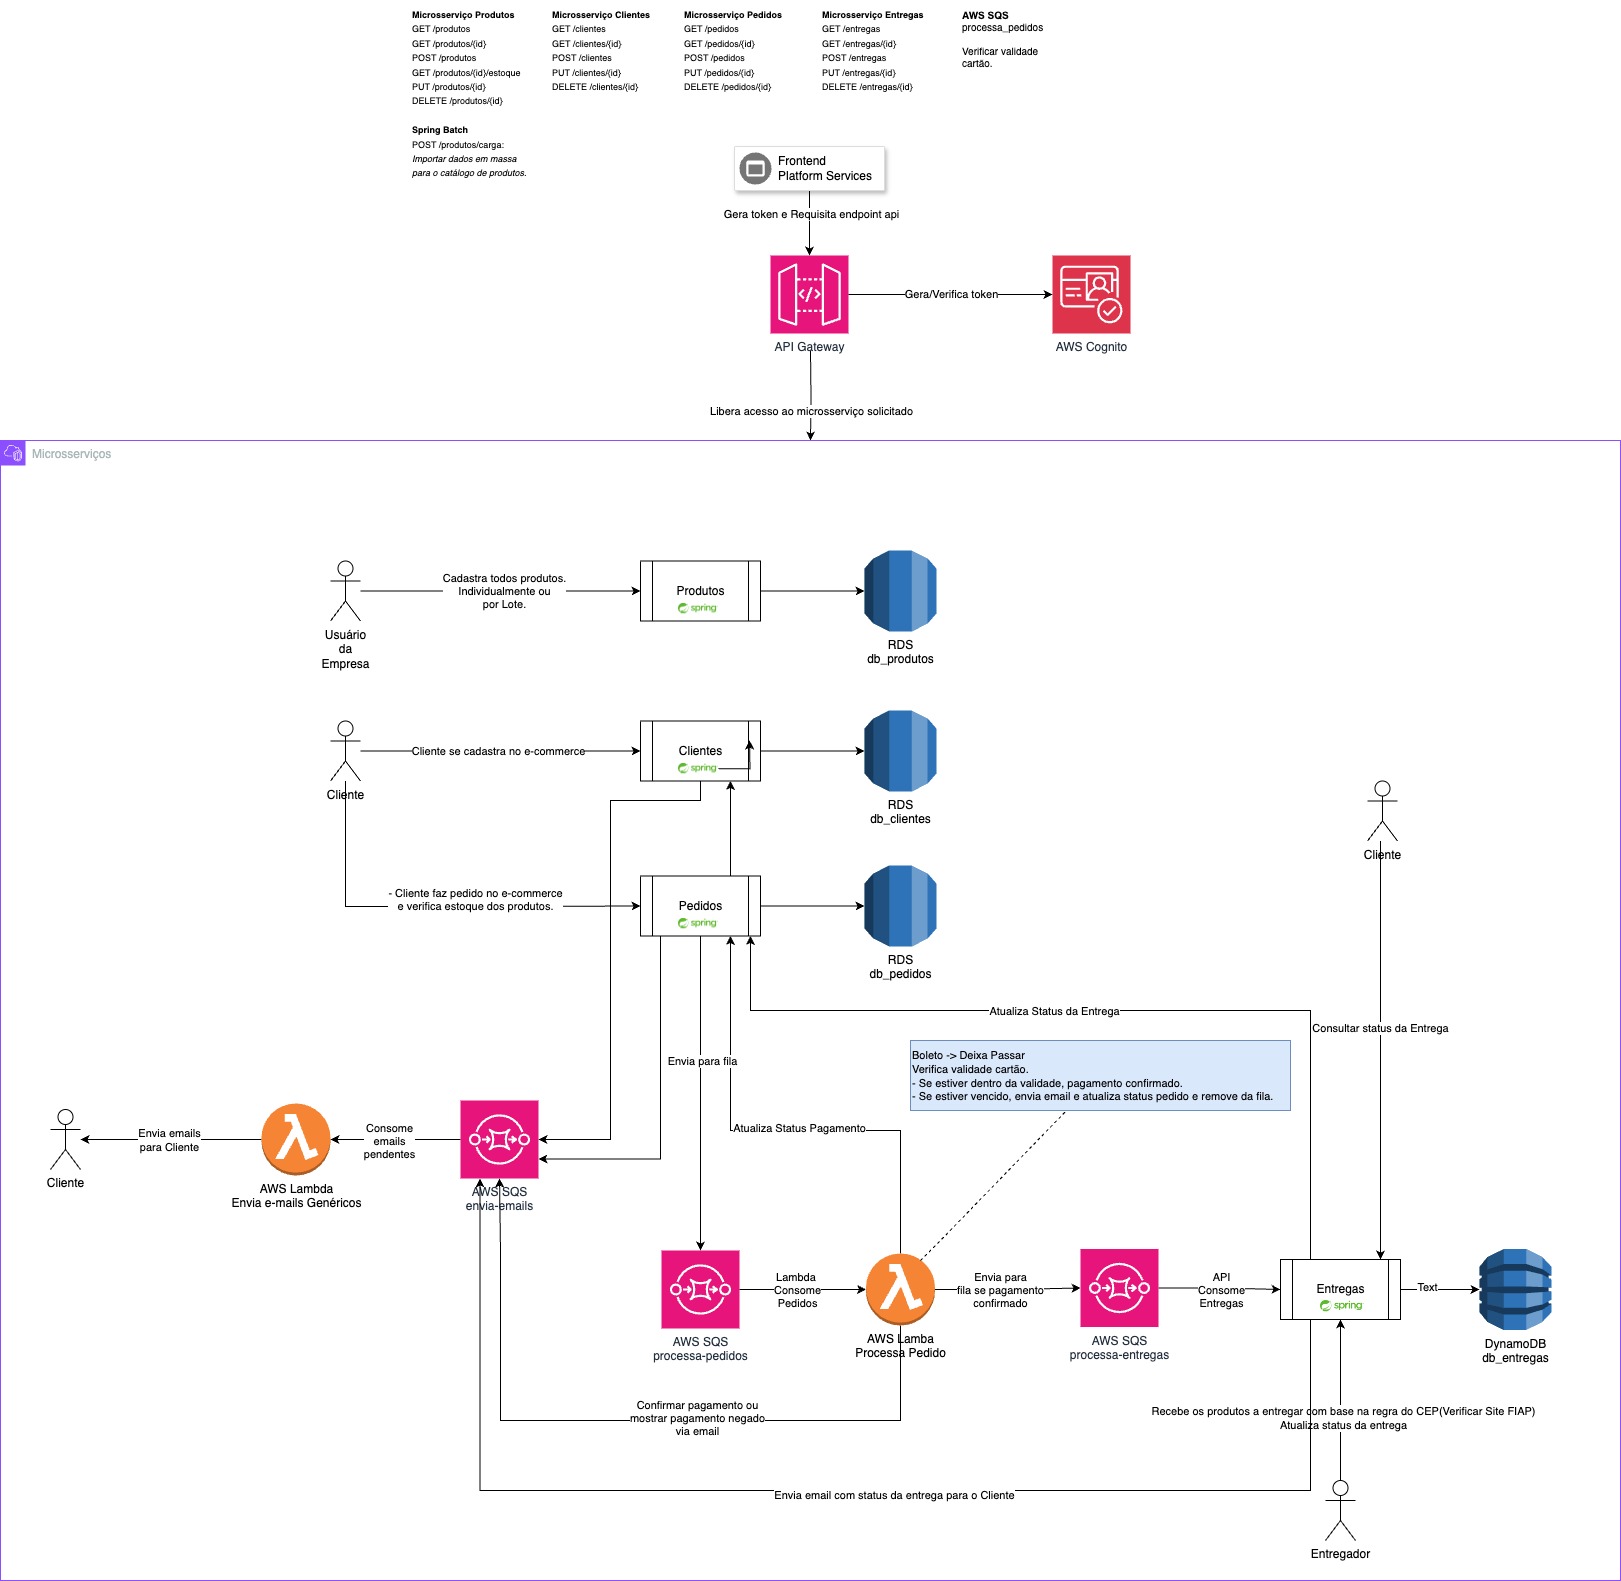 Microsserviço Produtos
GET /produtos
GET /produtos/{id}
POST /produtos
GET /produtos/{id}/estoque
PUT /produtos/{id}
DELETE /produtos/{id}
Spring Batch
POST /produtos/carga:
Importar dados em massa
para o catálogo de produtos.
Microsserviço Clientes
GET /clientes
GET /clientes/{id}
POST /clientes
PUT /clientes/{id}
DELETE /clientes/{id}
Microsserviço Pedidos
GET /pedidos
GET /pedidos/{id}
POST /pedidos
PUT /pedidos/{id}
DELETE /pedidos/{id}
Microsserviço Entregas
GET /entregas
GET /entregas/{id}
POST /entregas
PUT /entregas/{id}
DELETE /entregas/{id}
AWS SQS
processa_pedidos
Verificar validade
cartão.
Frontend
Platform Services
Gera token e Requisita endpoint api
Gera/Verifica token
API Gateway
AWS Cognito
Libera acesso ao microsserviço solicitado
Microsserviços
Usuário
da
Empresa
Cadastra todos produtos.
Individualmente ou
por Lote.
Produtos
spring
RDS
db_produtos
Cliente
Cliente se cadastra no e-commerce
Clientes
spring
RDS
db_clientes
Cliente
- Cliente faz pedido no e-commerce
e verifica estoque dos produtos.
Pedidos
spring
RDS
db_pedidos
Atualiza Status da Entrega
Consultar status da Entrega
Envia para fila
Boleto -> Deixa Passar
Verifica validade cartão.
- Se estiver dentro da validade, pagamento confirmado.
- Se estiver vencido, envia email e atualiza status pedido e remove da fila.
Atualiza Status Pagamento
Cliente
Envia emails
para Cliente
AWS Lambda
Envia e-mails Genéricos
Consome
emails
pendentes
AWS SQS
envia-emails
AWS SQS
processa-pedidos
Lambda
Consome
Pedidos
AWS Lamba
Processa Pedido
Envia para
fila se pagamento
confirmado
AWS SQS
processa-entregas
API
Consome
Entregas
Entregas
spring
Text
DynamoDB
db_entregas
Confirmar pagamento ou
mostrar pagamento negado
via email
Recebe os produtos a entregar com base na regra do CEP(Verificar Site FIAP)
Atualiza status da entrega
Envia email com status da entrega para o Cliente
Entregador